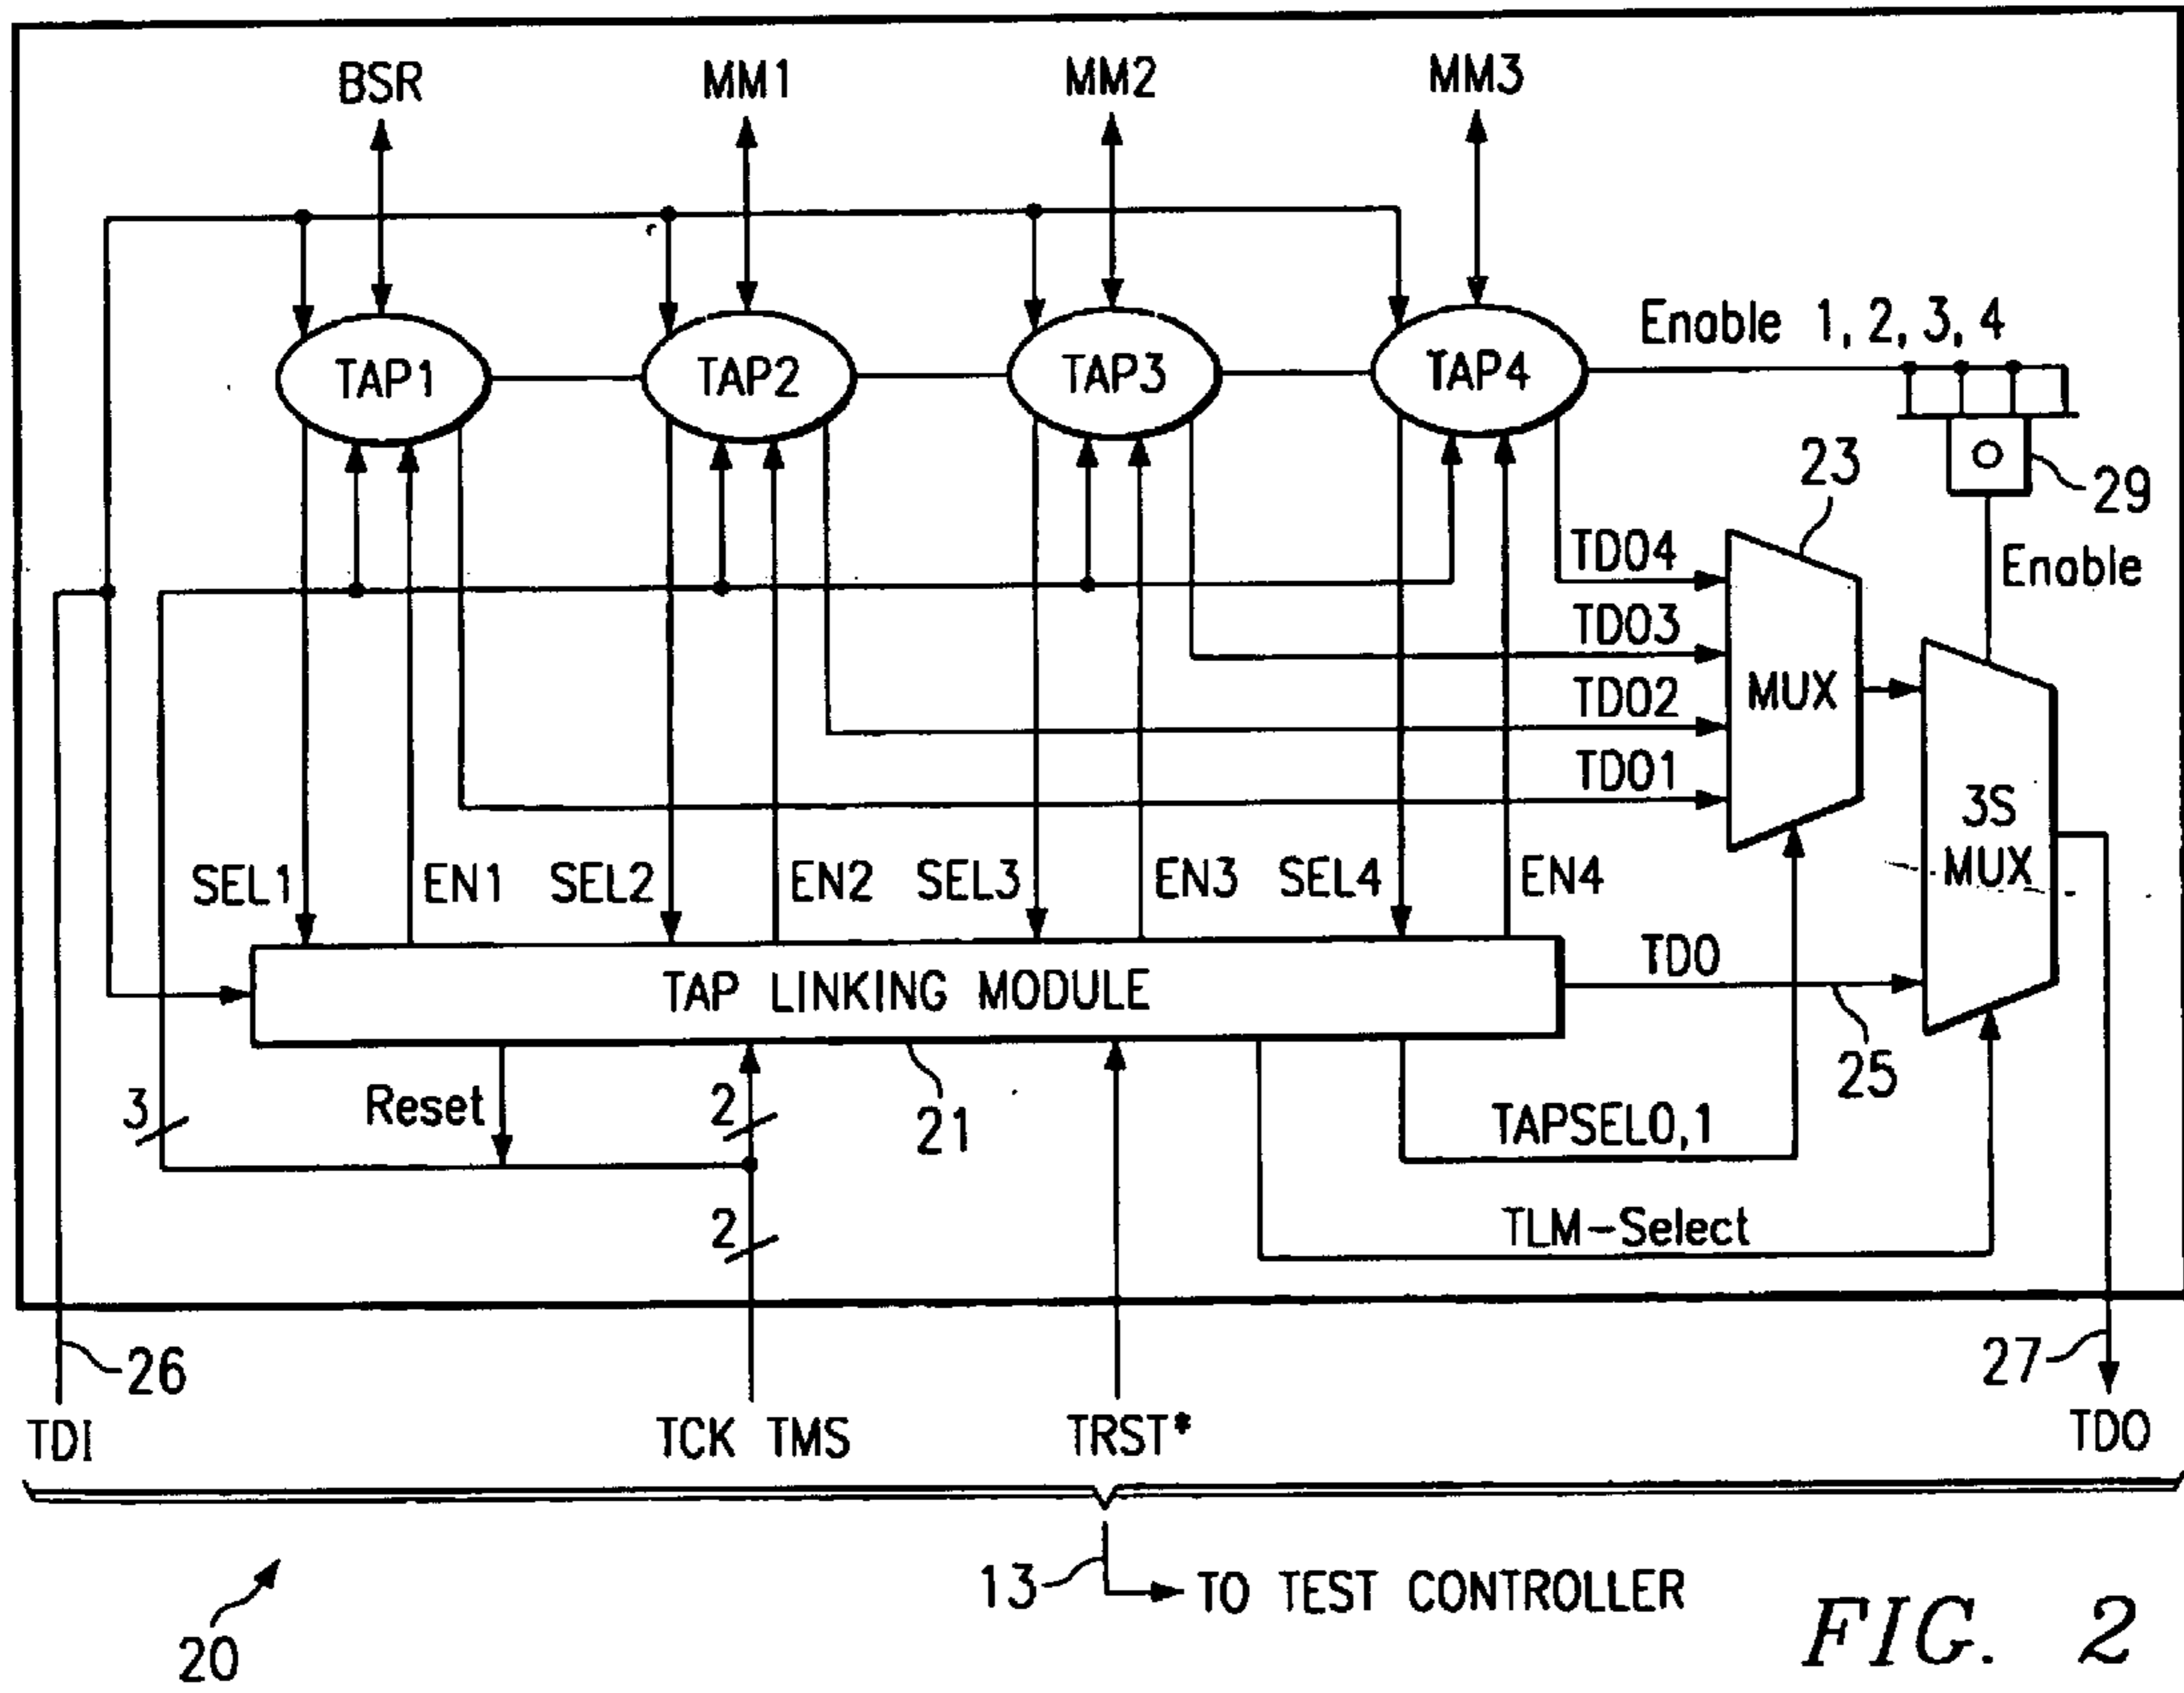 BSR
MM1
MM2
MM3
Enable 1, 2, 3, 4
TAP1
TAP2
TAP3
TAP4
23
29
TDO4
Enable
TDO3
TDO2
MUX
TDO1
3S
MUX
SEL1
EN1
SEL2
EN2
SEL3
EN3
SEL4
EN4
TDO
TAP LINKING MODULE
25
3
Reset
2
21
TAPSEL0,1
2
TLM-Select
26
27
TDI
TCK TMS
TRST*
TDO
13
TO TEST CONTROLLER
20
FIG. 2